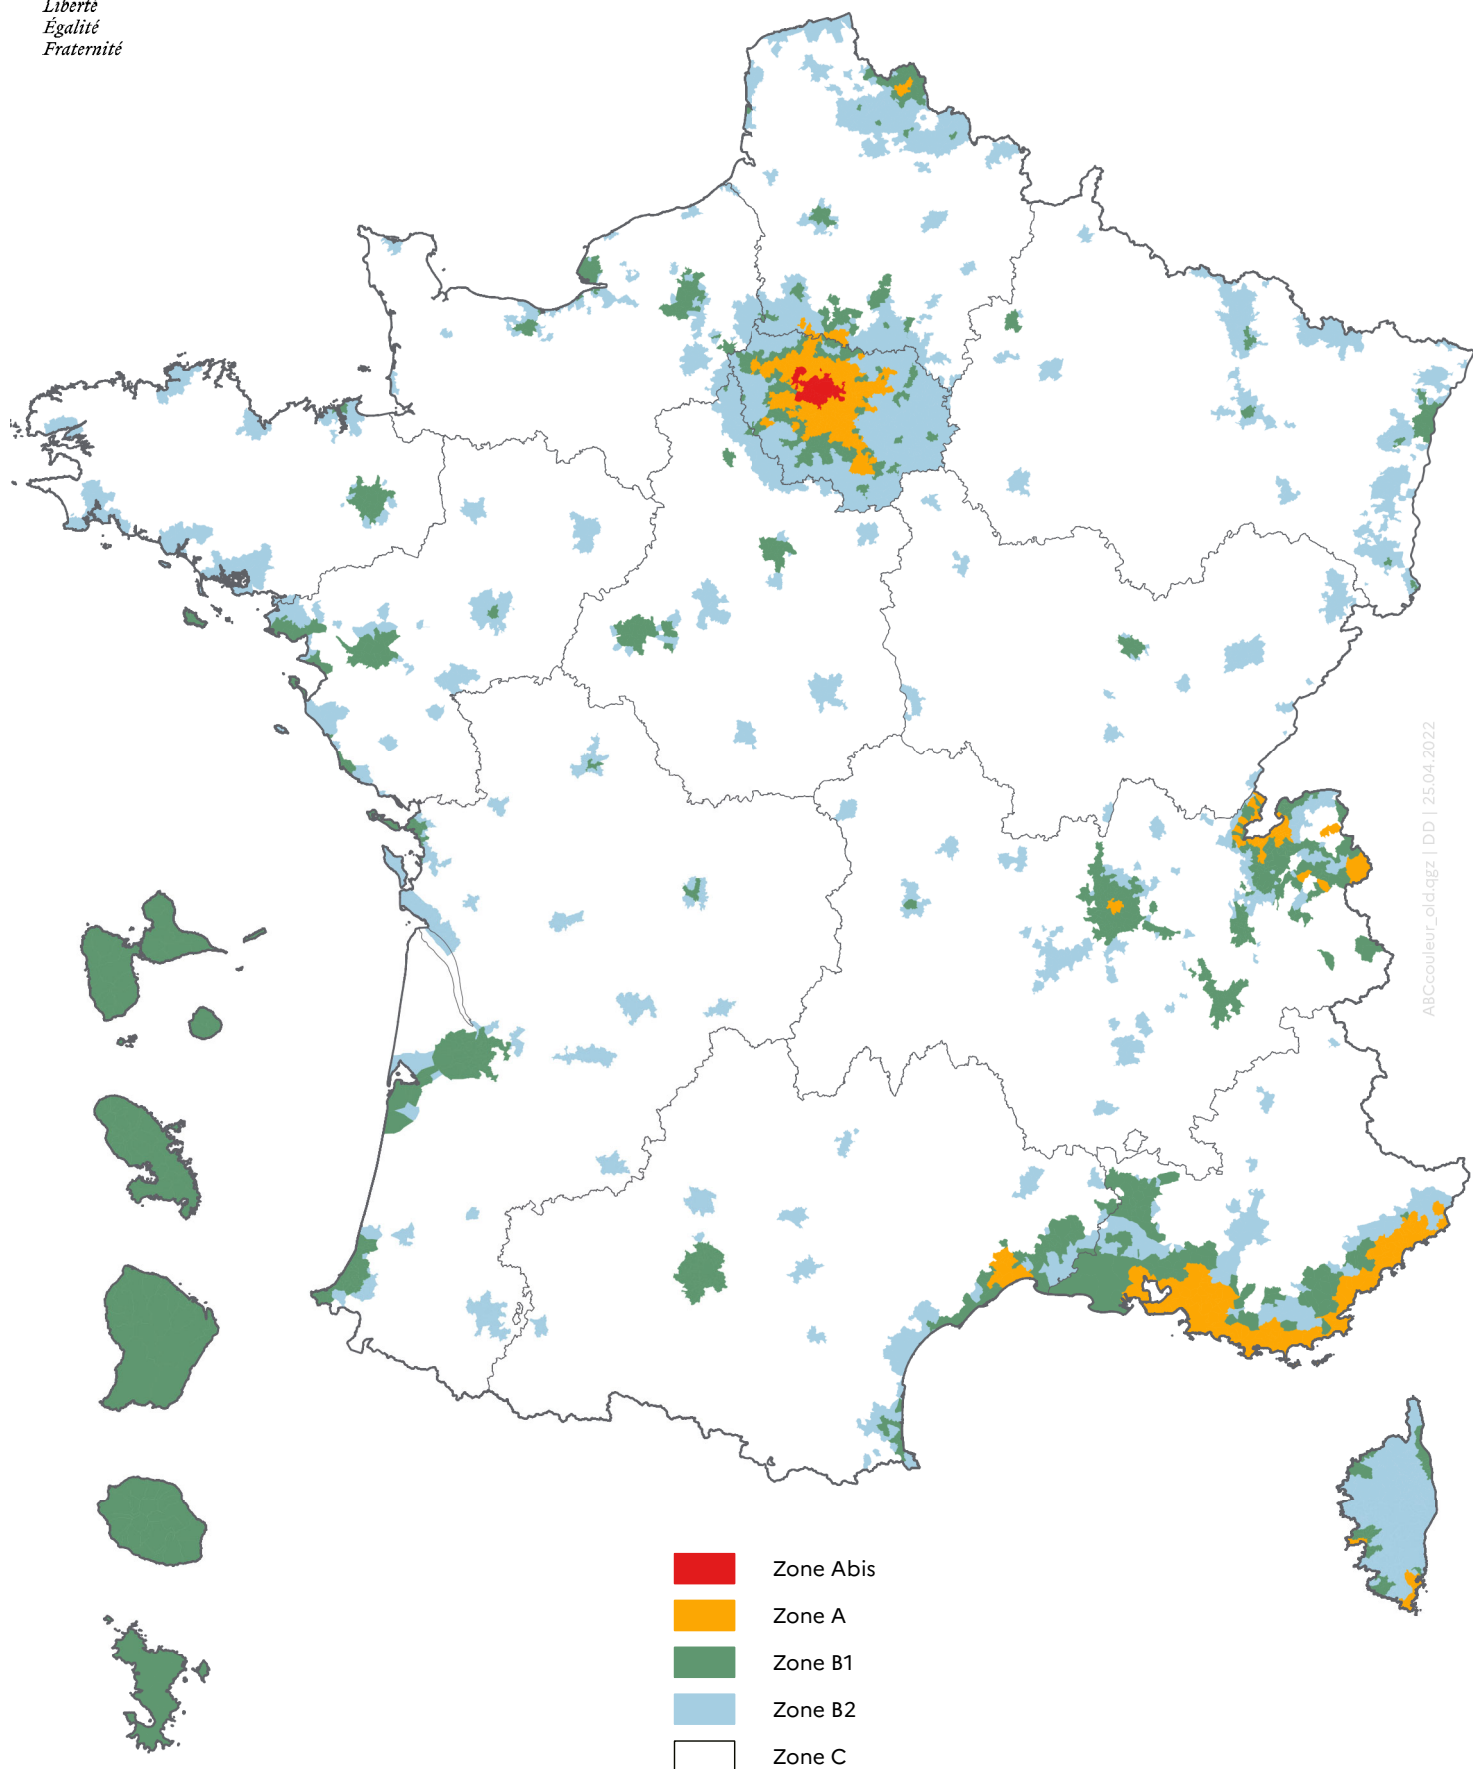 Liberté
Égalité
Fraternité
ABCcouleur_old.qgz | DD | 25.04.2022
Zone Abis
Zone A
Zone B1
Zone B2
Zone C